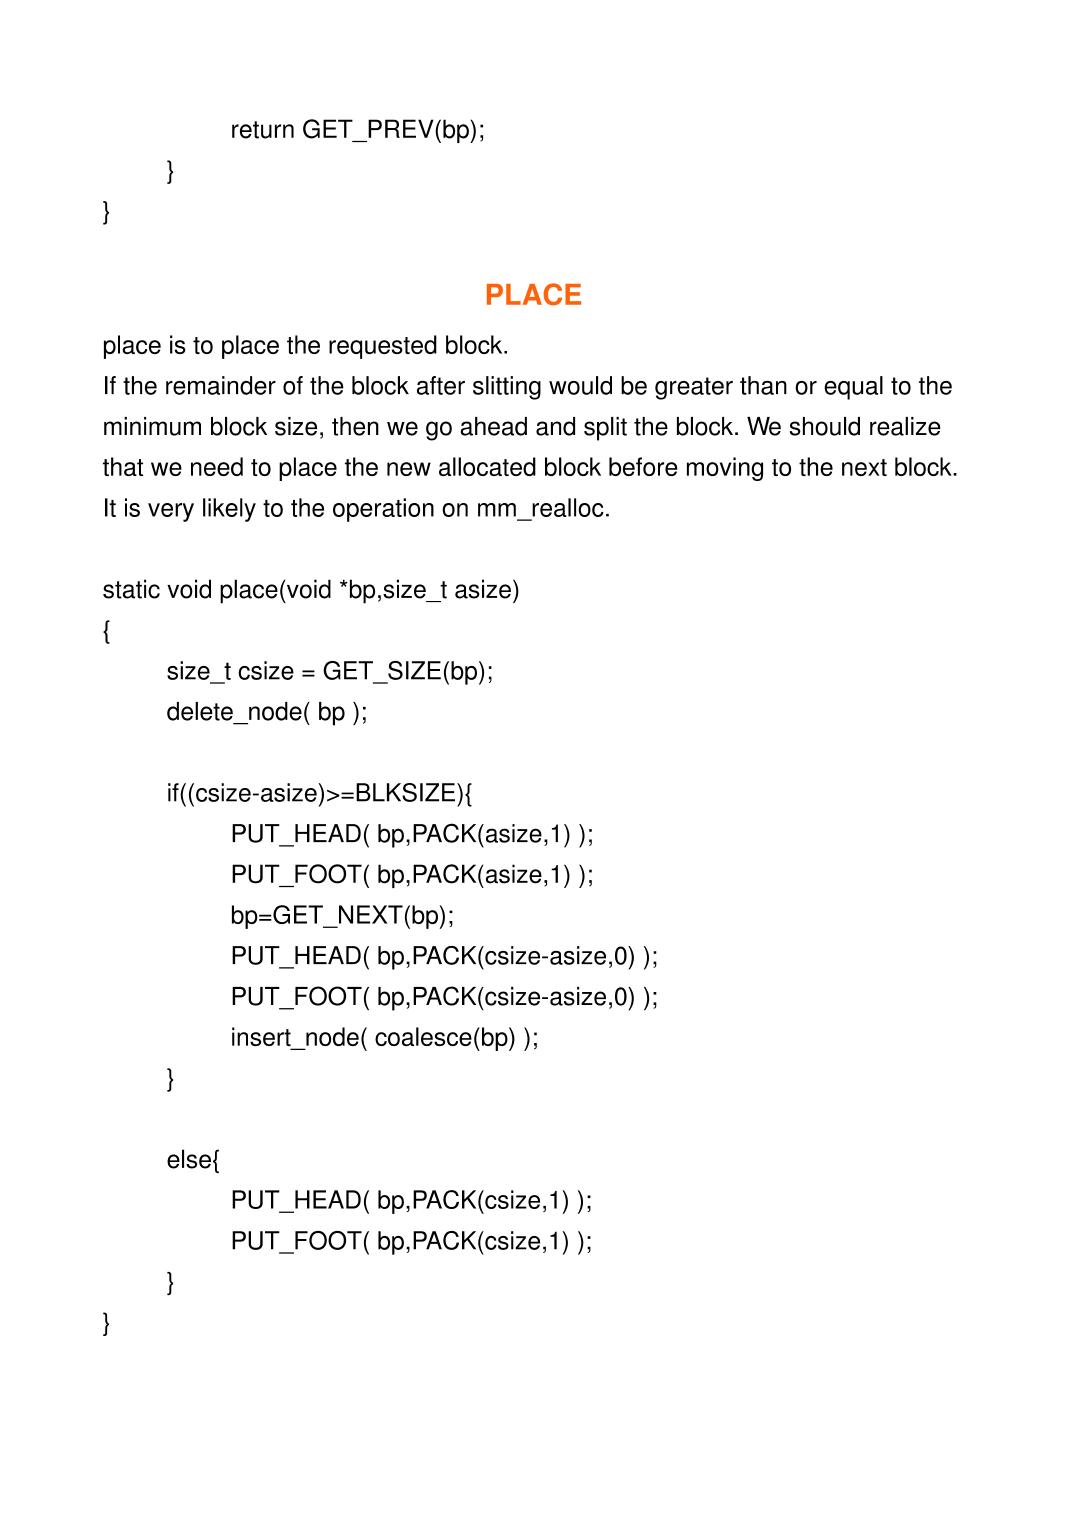 return GET_PREV(bp);
}
}
PLACE
place is to place the requested block.
If the remainder of the block after slitting would be greater than or equal to the
minimum block size, then we go ahead and split the block. We should realize
that we need to place the new allocated block before moving to the next block.
It is very likely to the operation on mm_realloc.
static void place(void *bp,size_t asize)
{
size_t csize = GET_SIZE(bp);
delete_node( bp );
if((csize-asize)>=BLKSIZE){
PUT_HEAD( bp,PACK(asize,1) );
PUT_FOOT( bp,PACK(asize,1) );
bp=GET_NEXT(bp);
PUT_HEAD( bp,PACK(csize-asize,0) );
PUT_FOOT( bp,PACK(csize-asize,0) );
insert_node( coalesce(bp) );
}
else{
PUT_HEAD( bp,PACK(csize,1) );
PUT_FOOT( bp,PACK(csize,1) );
}
}